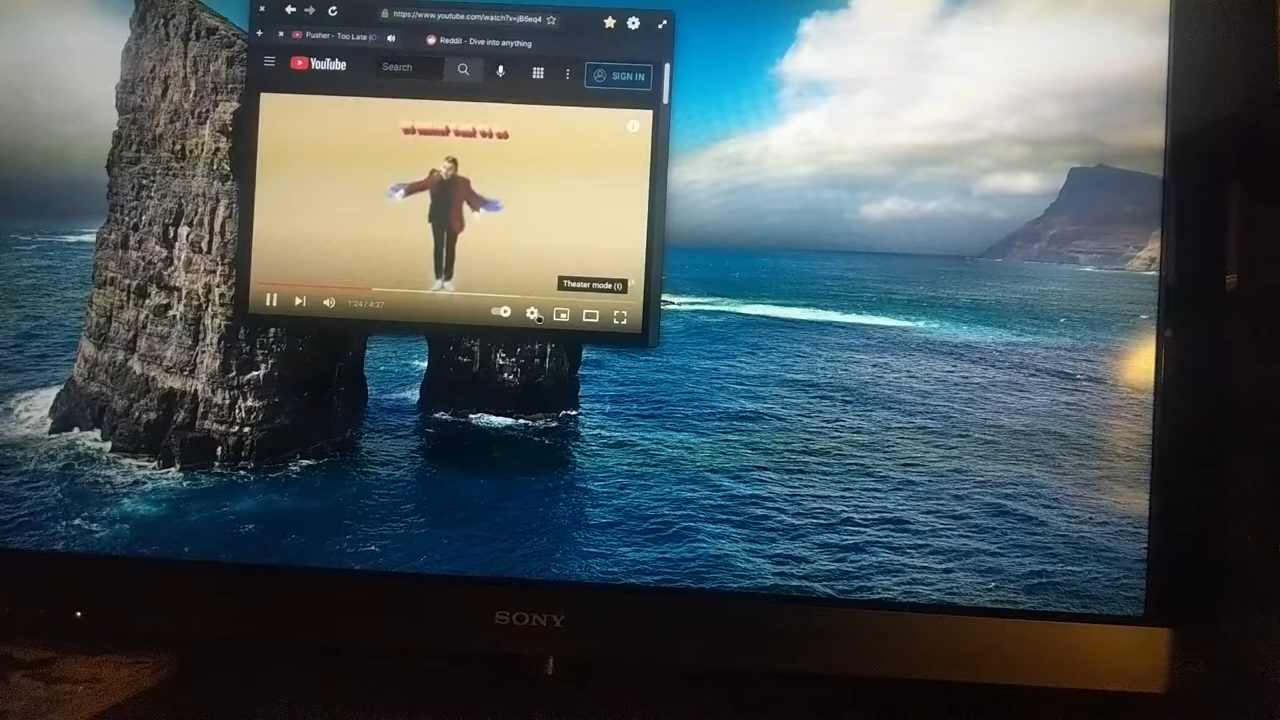 https://www.youtube.com/watch?v=jB6eq4
Pusher - Too Late (O
Reddit - Dive into anything
YouTube
Search
SIGN IN
Theater mode (t)
1:24 / 4:37
SONY